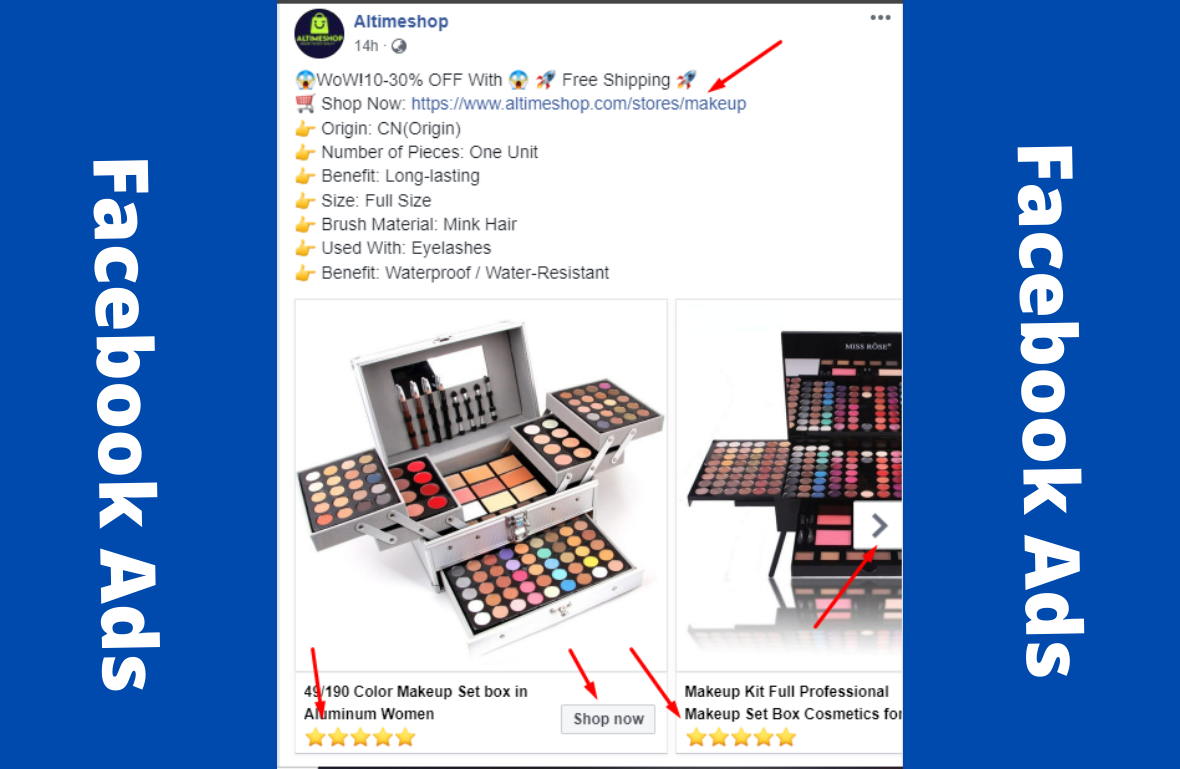 Facebook Ads
Altimeshop
ALTIMESHOP
14h ·
😱WoW!10-30% OFF With 😱 🚀 Free Shipping 🚀
🛒 Shop Now: https://www.altimeshop.com/stores/makeup
👉 Origin: CN(Origin)
👉 Number of Pieces: One Unit
👉 Benefit: Long-lasting
👉 Size: Full Size
👉 Brush Material: Mink Hair
👉 Used With: Eyelashes
👉 Benefit: Waterproof / Water-Resistant
MISS RÔSE®
49/190 Color Makeup Set box in
Aluminum Women
⭐⭐⭐⭐⭐
Shop now
Makeup Kit Full Professional
Makeup Set Box Cosmetics for
⭐⭐⭐⭐⭐
Facebook Ads